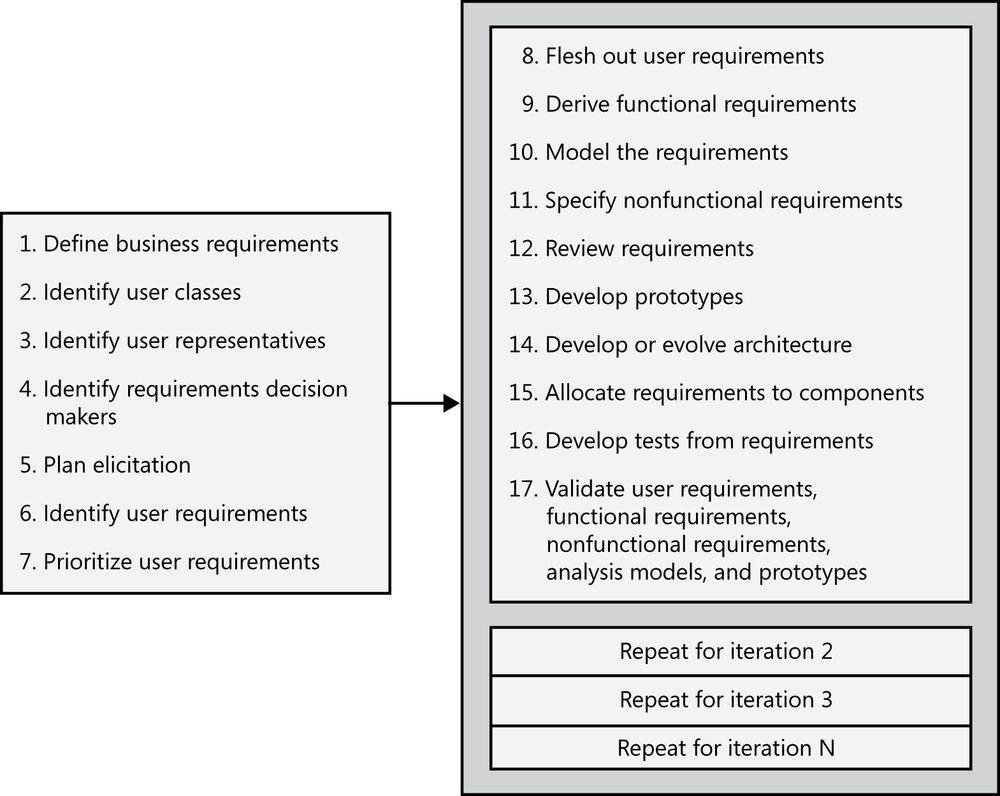 1. Define business requirements
2. Identify user classes
3. Identify user representatives
4. Identify requirements decision
makers
5. Plan elicitation
6. Identify user requirements
7. Prioritize user requirements
8. Flesh out user requirements
9. Derive functional requirements
10. Model the requirements
11. Specify nonfunctional requirements
12. Review requirements
13. Develop prototypes
14. Develop or evolve architecture
15. Allocate requirements to components
16. Develop tests from requirements
17. Validate user requirements,
functional requirements,
nonfunctional requirements,
analysis models, and prototypes
Repeat for iteration 2
Repeat for iteration 3
Repeat for iteration N